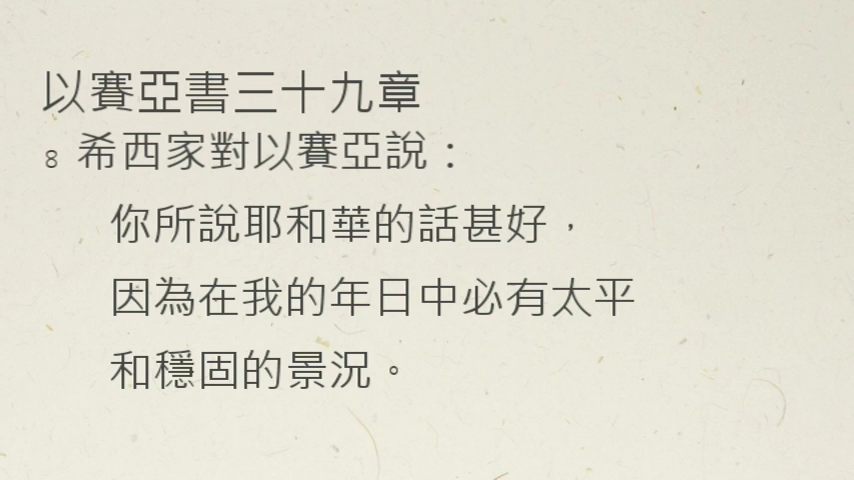 以賽亞書三十九章
8 希西家對以賽亞說：
你所說耶和華的話甚好，
因為在我的年日中必有太平
和穩固的景況。